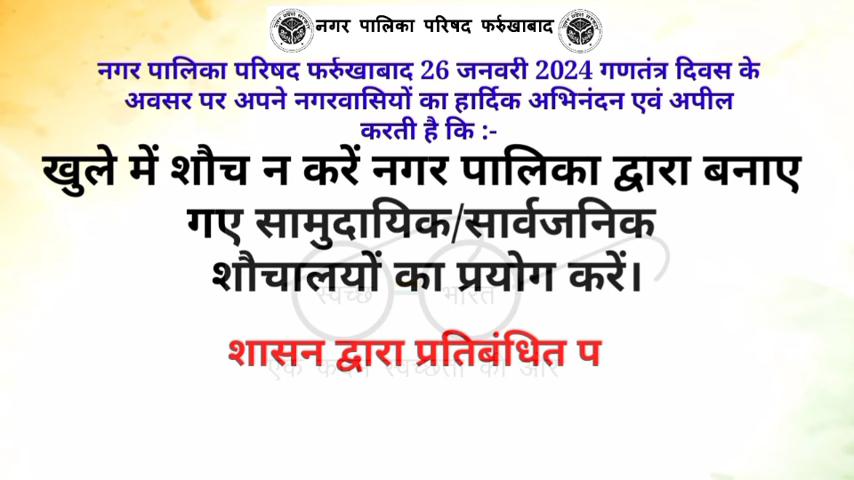 नगर पालिका परिषद फर्रुखाबाद
नगर पालिका परिषद फर्रुखाबाद 26 जनवरी 2024 गणतंत्र दिवस के
अवसर पर अपने नगरवासियों का हार्दिक अभिनंदन एवं अपील
करती है कि :-
खुले में शौच न करें नगर पालिका द्वारा बनाए
गए सामुदायिक/सार्वजनिक
शौचालयों का प्रयोग करें।
स्वच्छ भारत
शासन द्वारा प्रतिबंधित प
एक कदम स्वच्छता की ओर